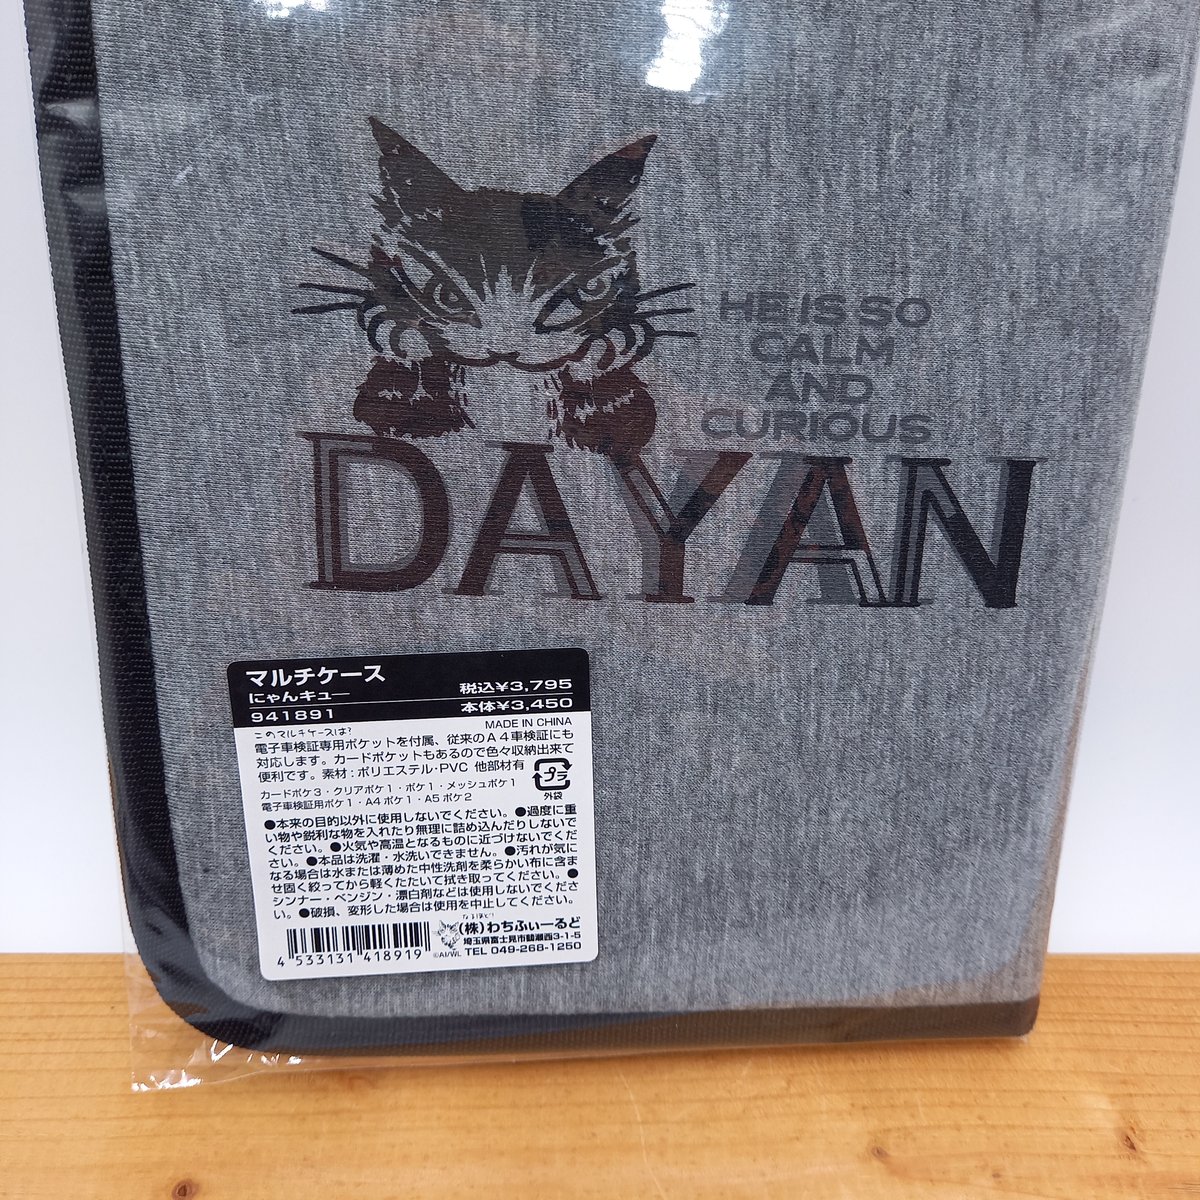 HE IS SO
CALM
AND
CURIOUS
DAYAN
マルチケース
にゃんキュー
941891
税込¥3,795
本体¥3,450
MADE IN CHINA
このマルチケースは?
電子車検証専用ポケットを付属、従来のA4車検証にも
対応します。カードポケットもあるので色々収納出来て
便利です。素材:ポリエステル・PVC 他部材有
プラ
外袋
カードポケ3・クリアポケ1・ポケ1・メッシュポケ1
電子車検証用ポケ1・A4ポケ1・A5ポケ2
●本来の目的以外に使用しないでください。●過度に重
い物や鋭利な物を入れたり無理に詰め込んだりしないで
ください。●火気や高温となるものに近づけないでくだ
さい。●本品は洗濯・水洗いできません。●汚れが気に
なる場合は水または薄めた中性洗剤を柔らかい布に含ま
せ固く絞ってから軽くたたいて拭き取ってください。●
シンナー・ベンジン・漂白剤などは使用しないでくださ
い。●破損、変形した場合は使用を中止してください。
4 533131 418919
(株)わちふぃーるど
埼玉県富士見市鶴瀬西3-1-5
©AI/WL TEL 049-268-1250